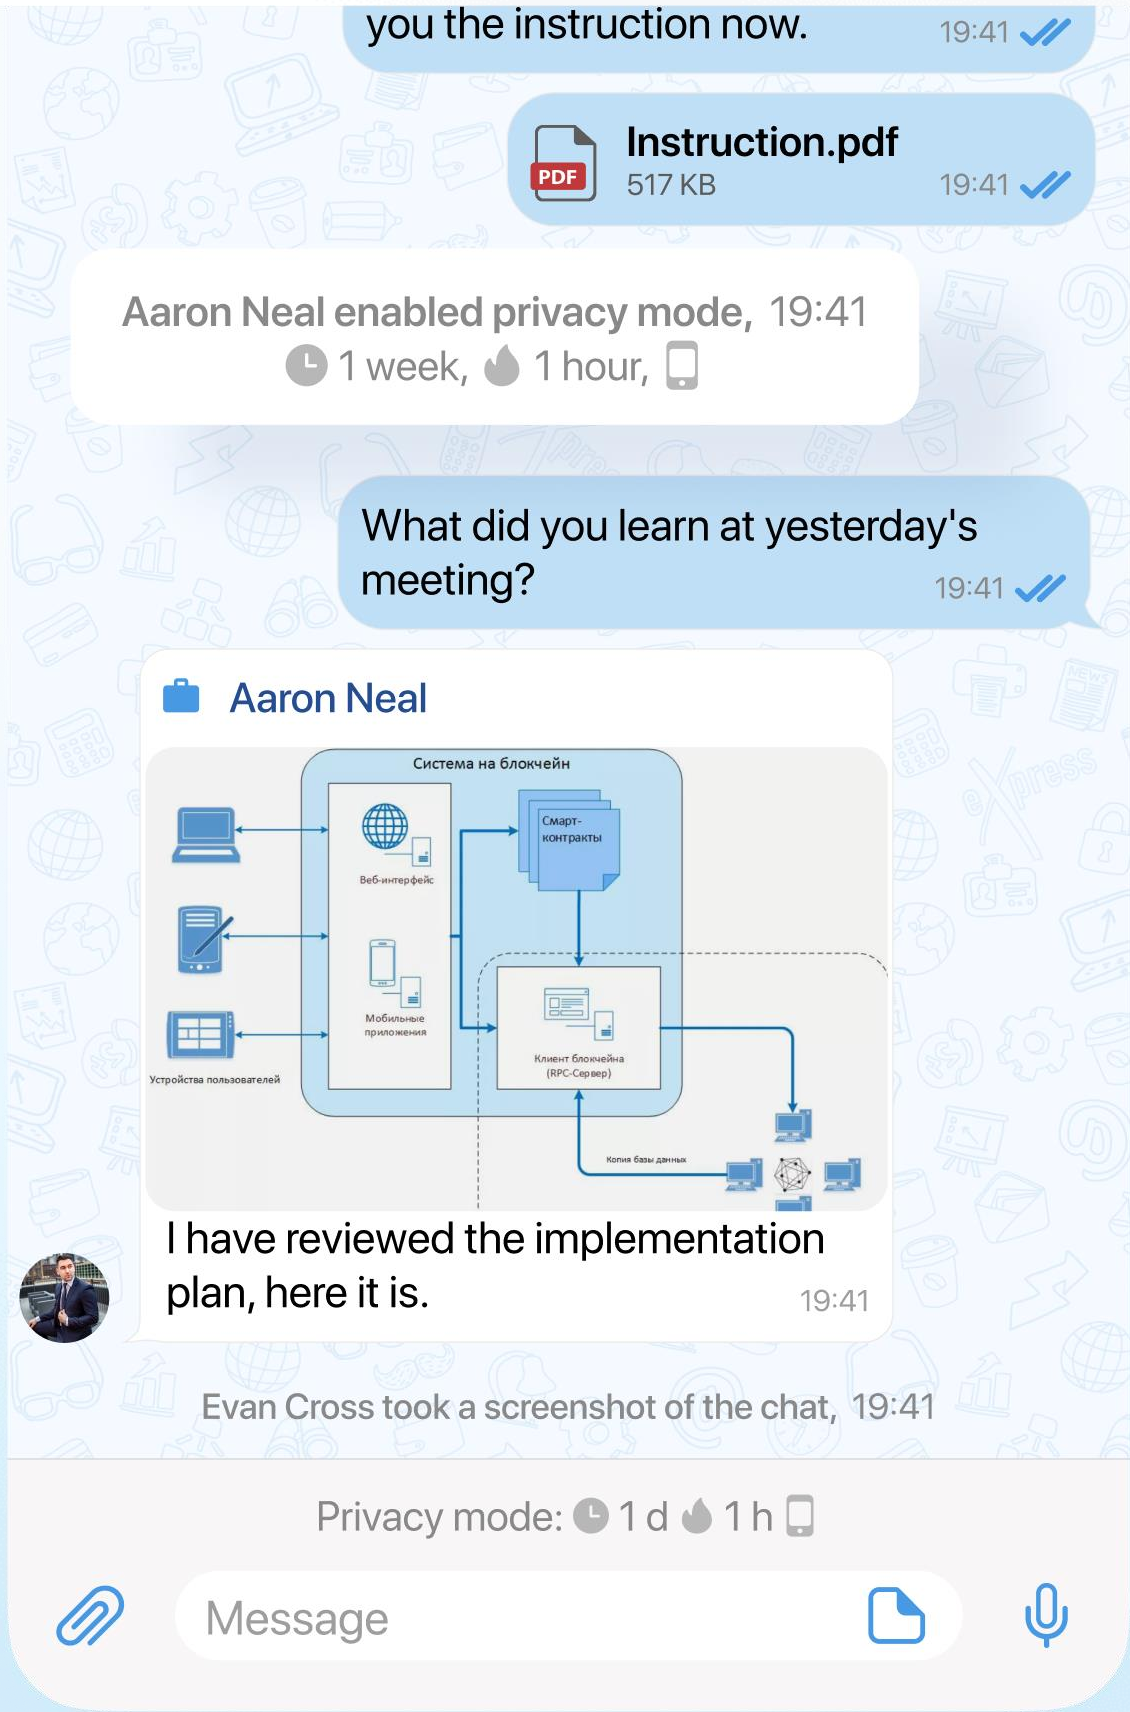 you the instruction now.
19:41
Instruction.pdf
PDF
517 KB
19:41
Aaron Neal enabled privacy mode, 19:41
1 week, 1 hour,
What did you learn at yesterday's
meeting?
19:41
Aaron Neal
Система на блокчейн
Смарт-
контракты
Веб-интерфейс
Мобильные
приложения
Устройства пользователей
Клиент блокчейна
(RPC-Сервер)
Копия базы данных
I have reviewed the implementation
plan, here it is.
19:41
Evan Cross took a screenshot of the chat, 19:41
Privacy mode: 1 d 1 h
Message
eXpress
NEWS